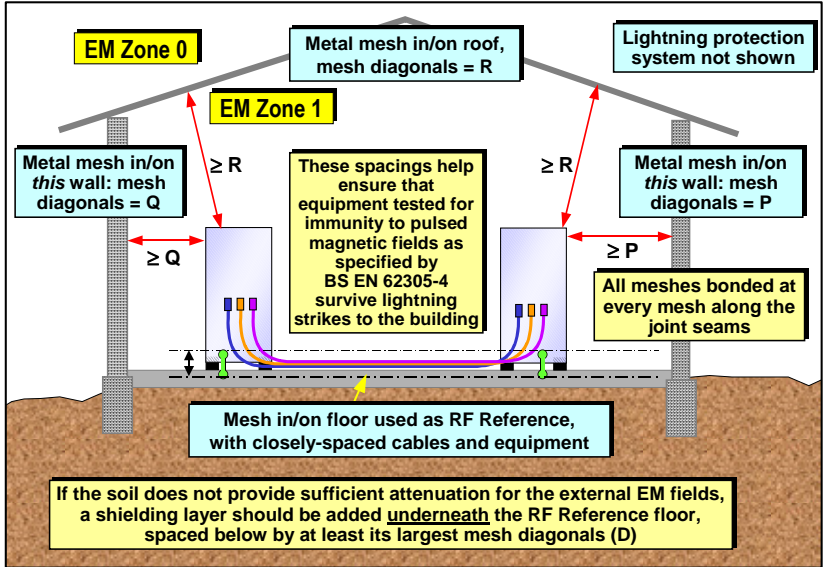 EM Zone 0
Metal mesh in/on roof,
mesh diagonals = R
Lightning protection
system not shown
EM Zone 1
Metal mesh in/on
this wall: mesh
diagonals = Q
≥ R
These spacings help
ensure that
equipment tested for
immunity to pulsed
magnetic fields as
specified by
BS EN 62305-4
survive lightning
strikes to the building
≥ R
Metal mesh in/on
this wall: mesh
diagonals = P
≥ Q
≥ P
All meshes bonded at
every mesh along the
joint seams
Mesh in/on floor used as RF Reference,
with closely-spaced cables and equipment
If the soil does not provide sufficient attenuation for the external EM fields,
a shielding layer should be added underneath the RF Reference floor,
spaced below by at least its largest mesh diagonals (D)